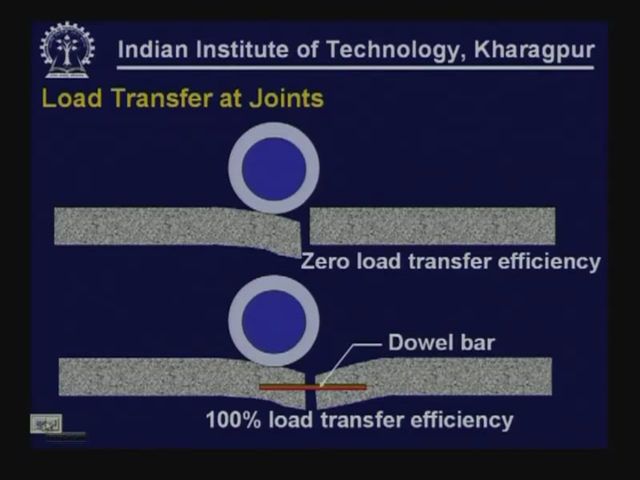 Indian Institute of Technology, Kharagpur
Load Transfer at Joints
Zero load transfer efficiency
Dowel bar
100% load transfer efficiency